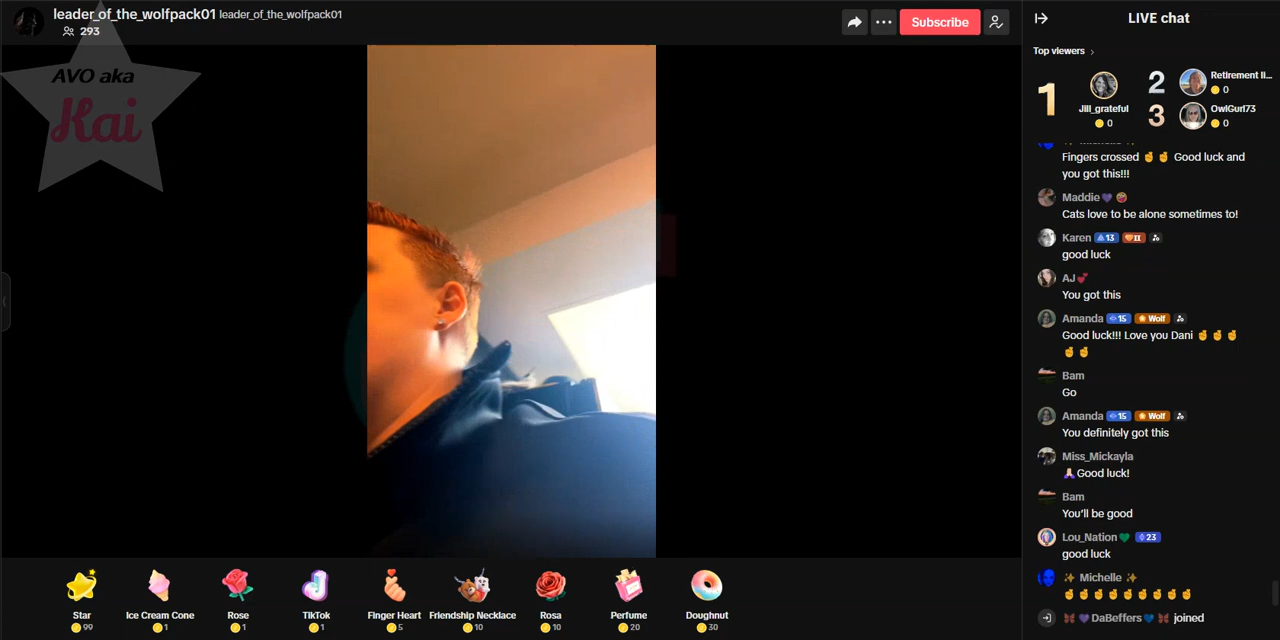 leader_of_the_wolfpack01 leader_of_the_wolfpack01
293
Subscribe
AVO aka
Kai
LIVE chat
Top viewers
1
Jill_grateful
0
2
Retirement li...
0
3
OwlGurl73
0
Fingers crossed 🤞 🤞 Good luck and
you got this!!!
Maddie💜
Cats love to be alone sometimes to!
Karen 13 II
good luck
AJ💕
You got this
Amanda 15 Wolf
Good luck!!! Love you Dani 🤞 🤞 🤞
🤞 🤞
Bam
Go
Amanda 15 Wolf
You definitely got this
Miss_Mickayla
🙏🏻Good luck!
Bam
You'll be good
Lou_Nation💚 23
good luck
✨ Michelle ✨
🤞 🤞 🤞 🤞 🤞 🤞 🤞 🤞 🤞 🤞
🦋 💜DaBeffers💙 🦋 joined
Star
99
Ice Cream Cone
1
Rose
1
TikTok
1
Finger Heart
5
Friendship Necklace
10
Rosa
10
Perfume
20
Doughnut
30